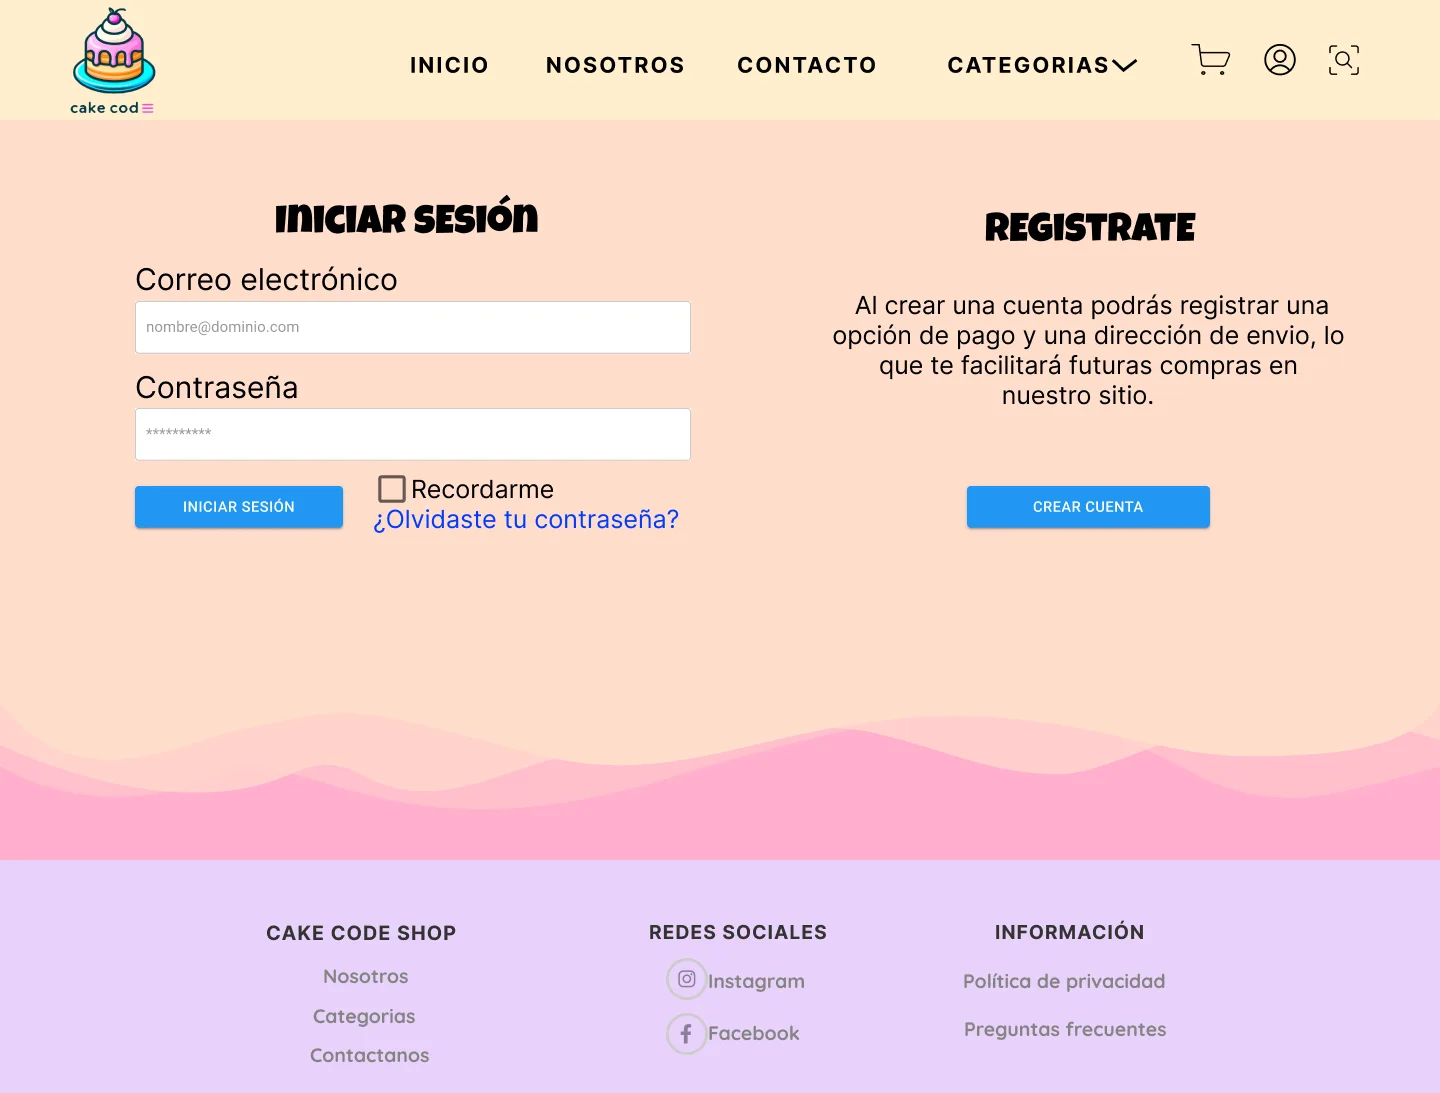 cake cod≡
INICIO
NOSOTROS
CONTACTO
CATEGORIAS
INICIAR SESIÓN
Correo electrónico
nombre@dominio.com
Contraseña
**********
INICIAR SESIÓN
Recordarme
¿Olvidaste tu contraseña?
REGISTRATE
Al crear una cuenta podrás registrar una
opción de pago y una dirección de envio, lo
que te facilitará futuras compras en
nuestro sitio.
CREAR CUENTA
CAKE CODE SHOP
Nosotros
Categorias
Contactanos
REDES SOCIALES
Instagram
Facebook
INFORMACIÓN
Política de privacidad
Preguntas frecuentes